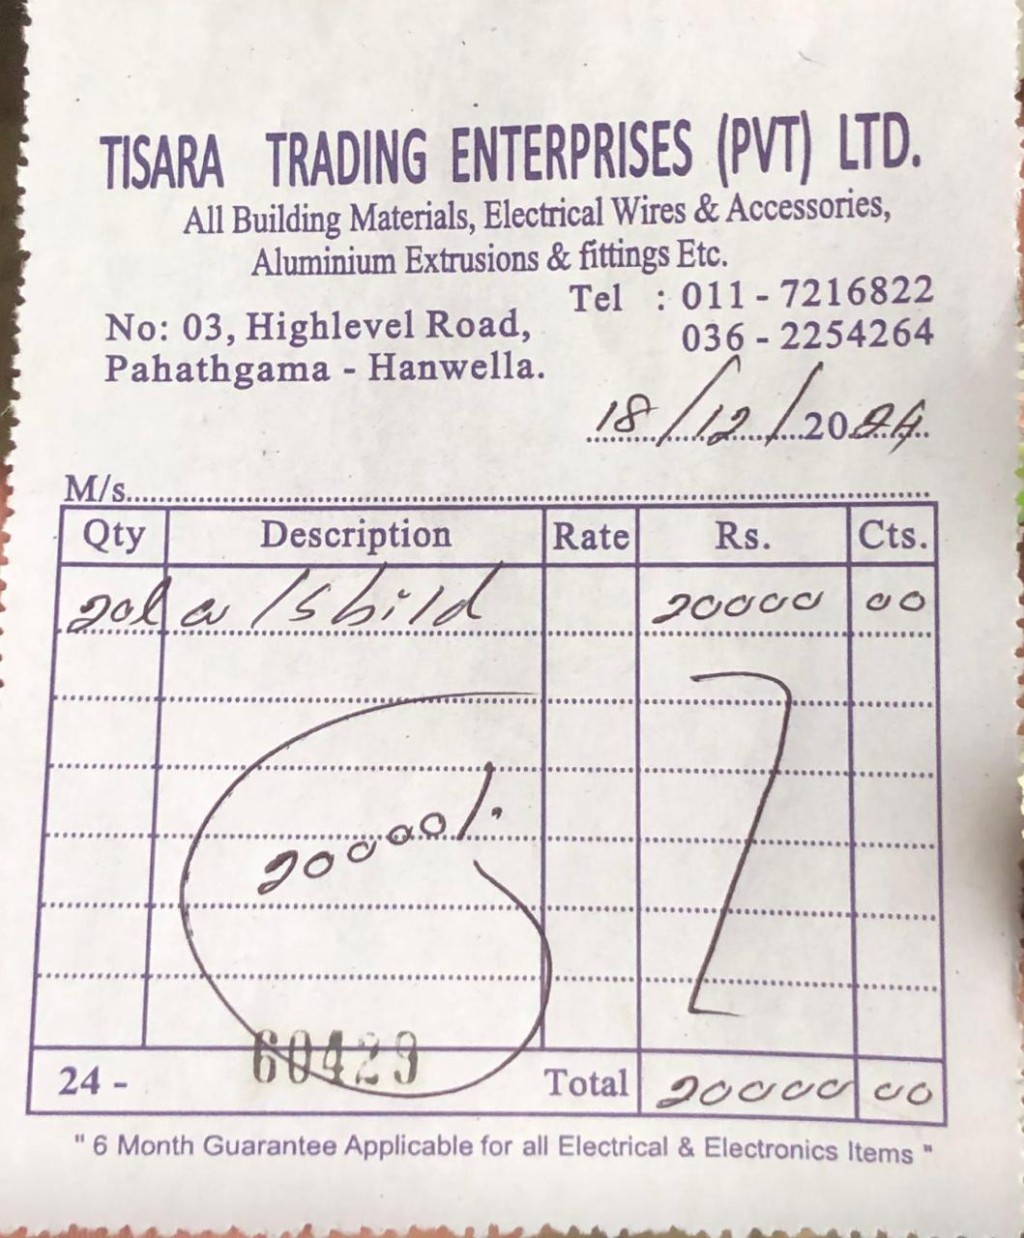 TISARA TRADING ENTERPRISES (PVT) LTD.
All Building Materials, Electrical Wires & Accessories,
Aluminium Extrusions & fittings Etc.
Tel : 011 - 7216822
036 - 2254264
No: 03, Highlevel Road,
Pahathgama - Hanwella.
18/12/2024
M/s
Qty Description Rate Rs. Cts.
20l a/s bild 20000 00
20000/.
60429
24 - Total 20000 00
" 6 Month Guarantee Applicable for all Electrical & Electronics Items "